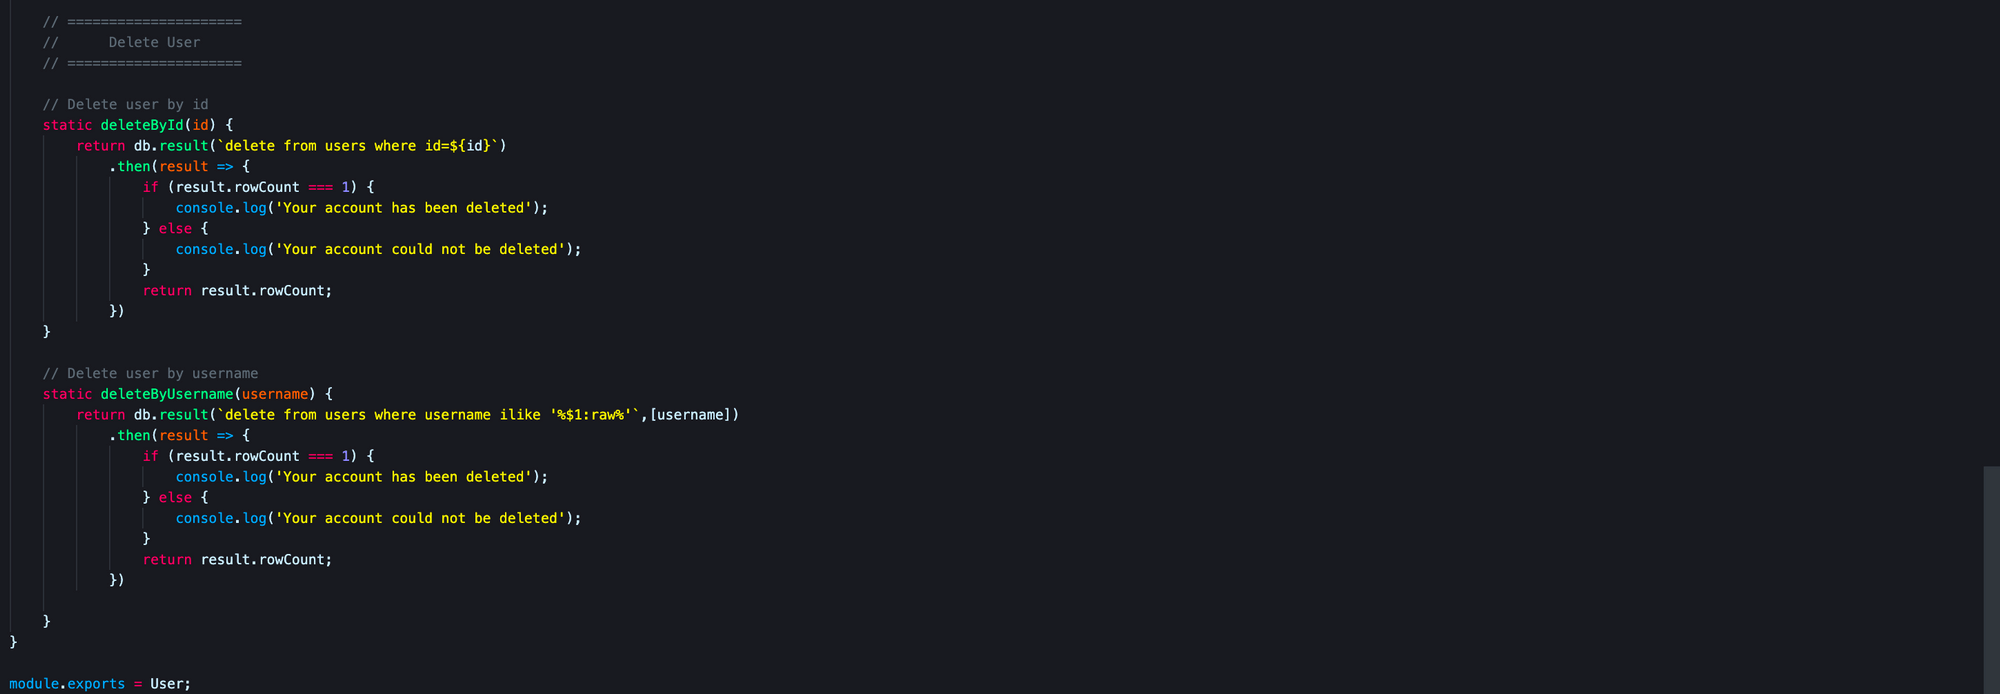 // =====================
//      Delete User
// =====================
// Delete user by id
static deleteById(id) {
return db.result(`delete from users where id=${id}`)
.then(result => {
if (result.rowCount === 1) {
console.log('Your account has been deleted');
} else {
console.log('Your account could not be deleted');
}
return result.rowCount;
})
}
// Delete user by username
static deleteByUsername(username) {
return db.result(`delete from users where username ilike '%$1:raw%'`,[username])
.then(result => {
if (result.rowCount === 1) {
console.log('Your account has been deleted');
} else {
console.log('Your account could not be deleted');
}
return result.rowCount;
})
}
}
module.exports = User;